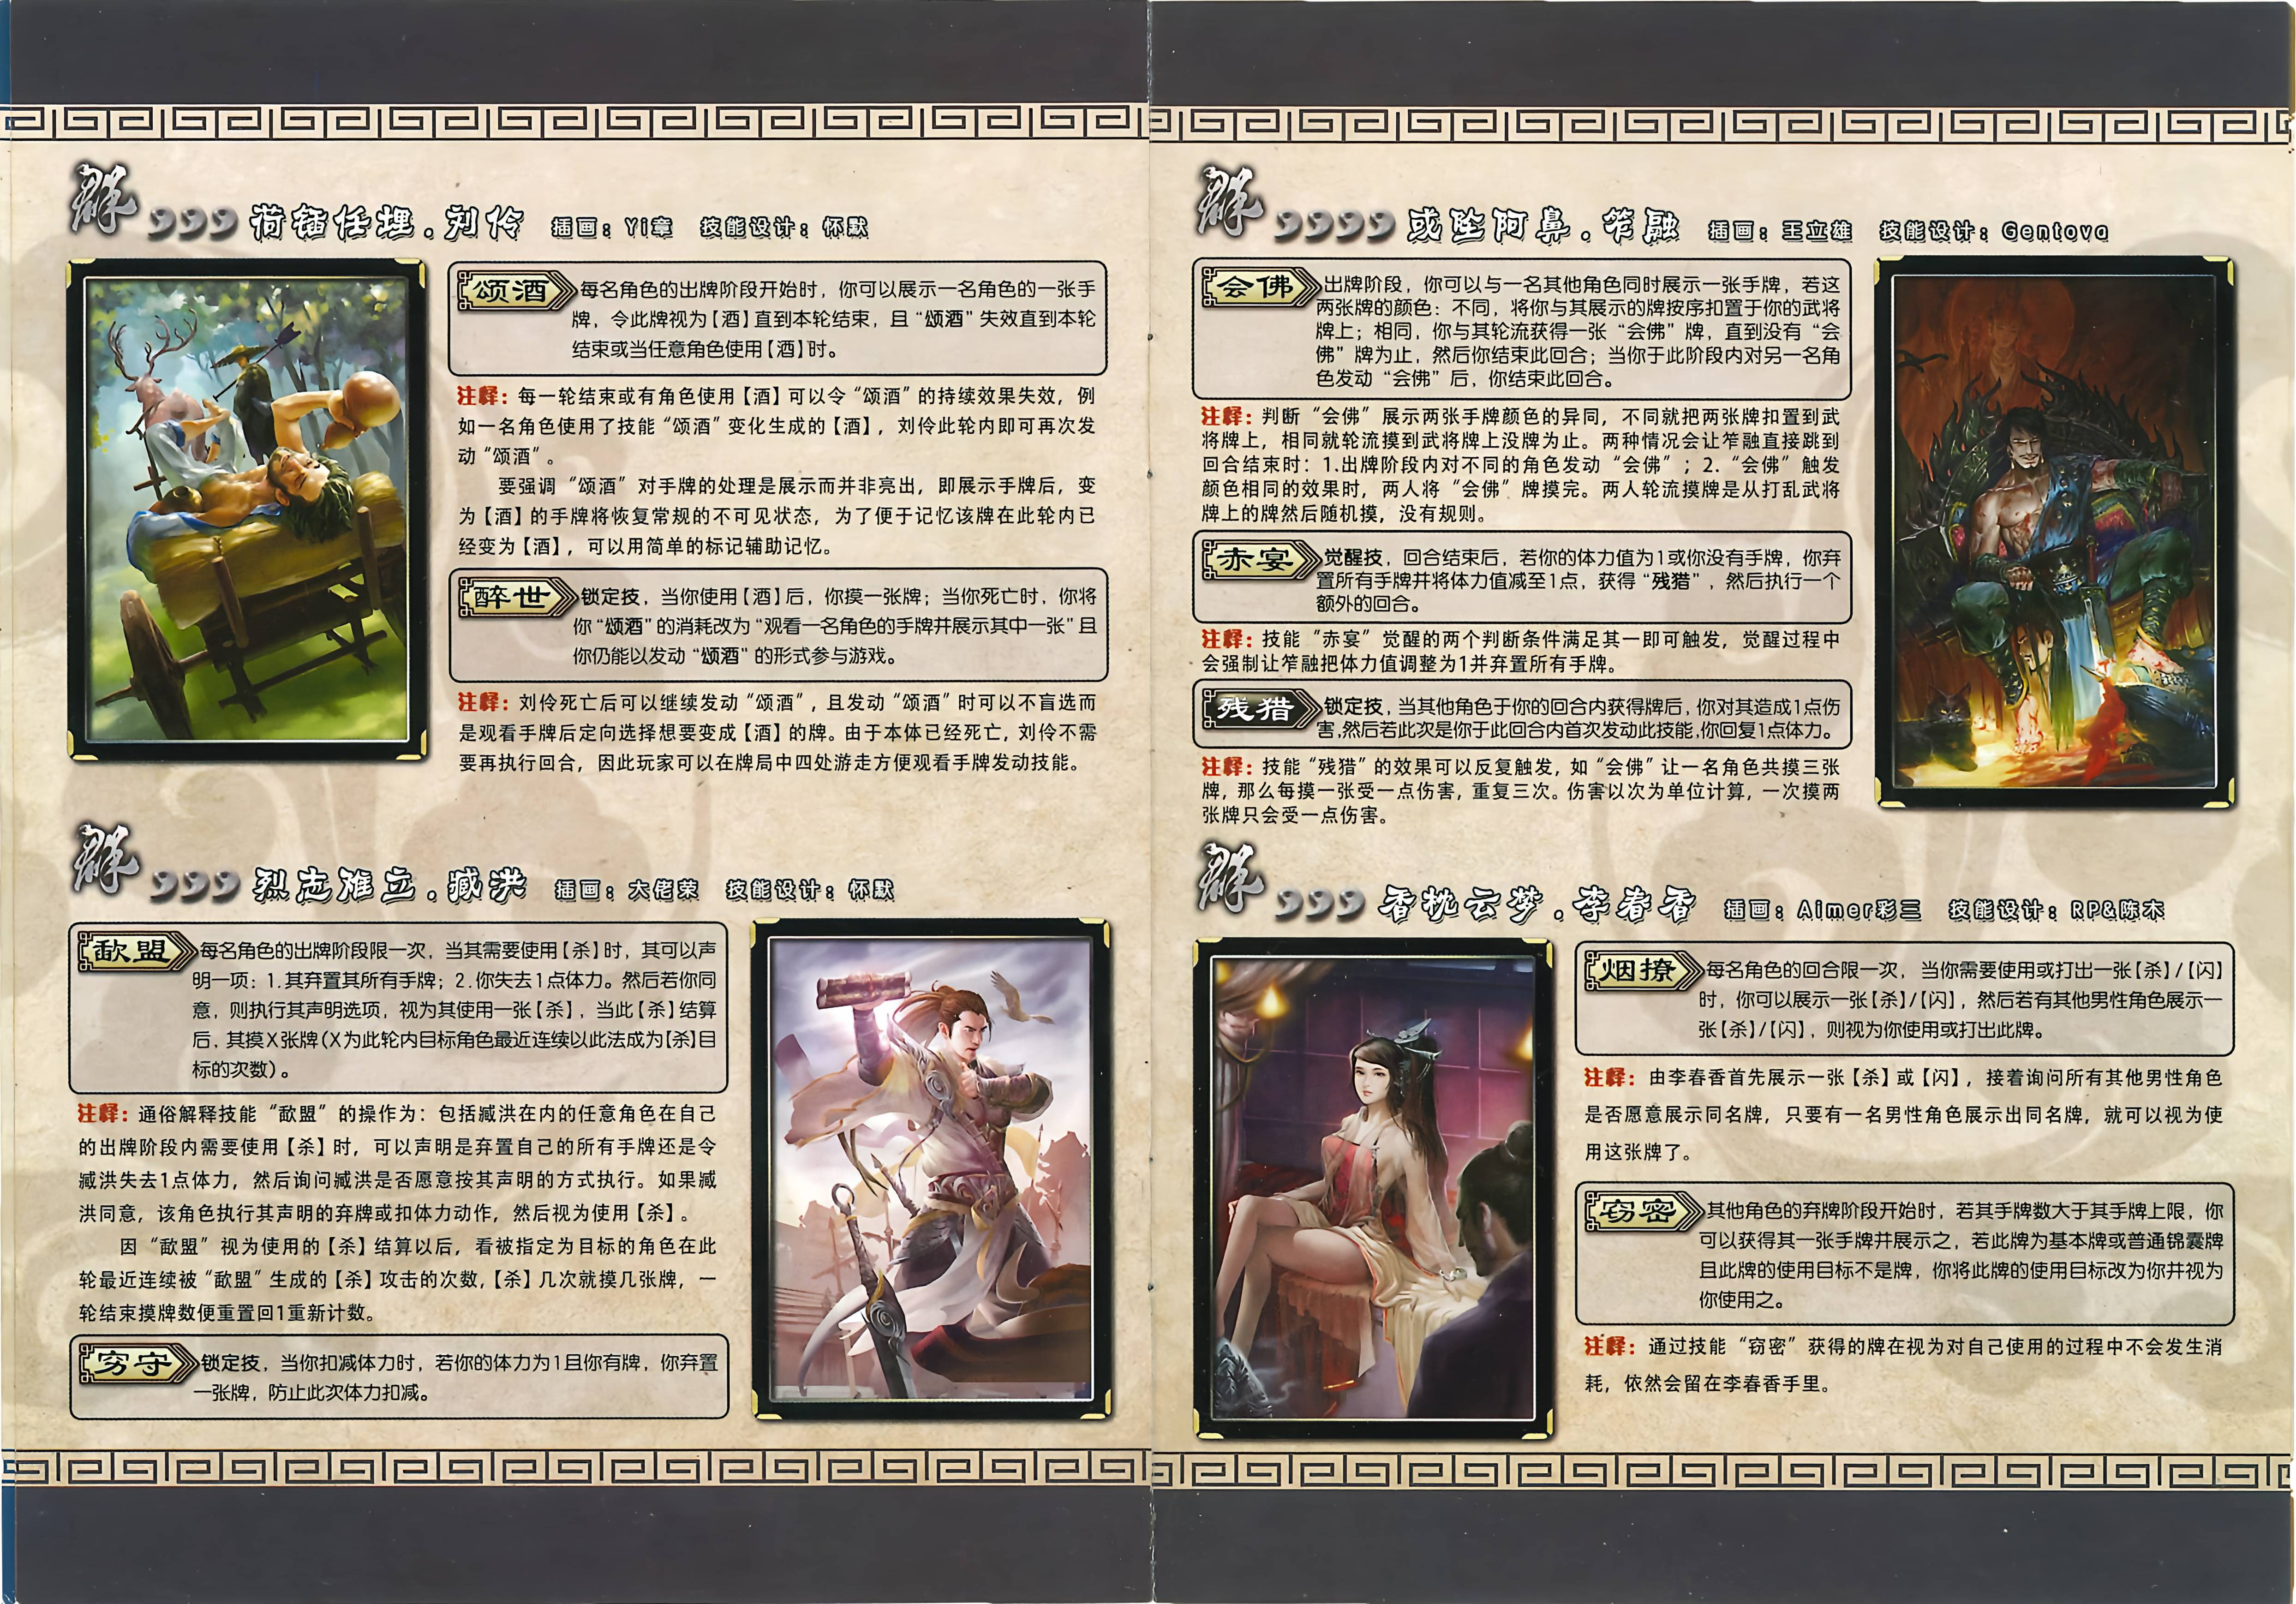 群 荷锸任埋.刘伶 插画：Yi章 技能设计：怀默
颂酒 每名角色的出牌阶段开始时，你可以展示一名角色的一张手
牌，令此牌视为【酒】直到本轮结束，且“颂酒”失效直到本轮
结束或当任意角色使用【酒】时。
注释：每一轮结束或有角色使用【酒】可以令“颂酒”的持续效果失效，例
如一名角色使用了技能“颂酒”变化生成的【酒】，刘伶此轮内即可再次发
动“颂酒”。
要强调“颂酒”对手牌的处理是展示而并非亮出，即展示手牌后，变
为【酒】的手牌将恢复常规的不可见状态，为了便于记忆该牌在此轮内已
经变为【酒】，可以用简单的标记辅助记忆。
醉世 锁定技，当你使用【酒】后，你摸一张牌；当你死亡时，你将
你“颂酒”的消耗改为“观看一名角色的手牌并展示其中一张”且
你仍能以发动“颂酒”的形式参与游戏。
注释：刘伶死亡后可以继续发动“颂酒”，且发动“颂酒”时可以不盲选而
是观看手牌后定向选择想要变成【酒】的牌。由于本体已经死亡，刘伶不需
要再执行回合，因此玩家可以在牌局中四处游走方便观看手牌发动技能。
群 烈志难立.臧洪 插画：大佬荣 技能设计：怀默
歃盟 每名角色的出牌阶段限一次，当其需要使用【杀】时，其可以声
明一项：1.其弃置其所有手牌；2.你失去1点体力。然后若你同
意，则执行其声明选项，视为其使用一张【杀】，当此【杀】结算
后，其摸X张牌（X为此轮内目标角色最近连续以此法成为【杀】目
标的次数）。
注释：通俗解释技能“歃盟”的操作为：包括臧洪在内的任意角色在自己
的出牌阶段内需要使用【杀】时，可以声明是弃置自己的所有手牌还是令
臧洪失去1点体力，然后询问臧洪是否愿意按其声明的方式执行。如果臧
洪同意，该角色执行其声明的弃牌或扣体力动作，然后视为使用【杀】。
因“歃盟”视为使用的【杀】结算以后，看被指定为目标的角色在此
轮最近连续被“歃盟”生成的【杀】攻击的次数，【杀】几次就摸几张牌，一
轮结束摸牌数便重置回1重新计数。
穷守 锁定技，当你扣减体力时，若你的体力为1且你有牌，你弃置
一张牌，防止此次体力扣减。
群 或坠阿鼻.笮融 插画：王立雄 技能设计：Gentova
会佛 出牌阶段，你可以与一名其他角色同时展示一张手牌，若这
两张牌的颜色：不同，将你与其展示的牌按序扣置于你的武将
牌上；相同，你与其轮流获得一张“会佛”牌，直到没有“会
佛”牌为止，然后你结束此回合；当你于此阶段内对另一名角
色发动“会佛”后，你结束此回合。
注释：判断“会佛”展示两张手牌颜色的异同，不同就把两张牌扣置到武
将牌上，相同就轮流摸到武将牌上没牌为止。两种情况会让笮融直接跳到
回合结束时：1.出牌阶段内对不同的角色发动“会佛”；2.“会佛”触发
颜色相同的效果时，两人将“会佛”牌摸完。两人轮流摸牌是从打乱武将
牌上的牌然后随机摸，没有规则。
赤宴 觉醒技，回合结束后，若你的体力值为1或你没有手牌，你弃
置所有手牌并将体力值减至1点，获得“残猎”，然后执行一个
额外的回合。
注释：技能“赤宴”觉醒的两个判断条件满足其一即可触发，觉醒过程中
会强制让笮融把体力值调整为1并弃置所有手牌。
残猎 锁定技，当其他角色于你的回合内获得牌后，你对其造成1点伤
害，然后若此次是你于此回合内首次发动此技能，你回复1点体力。
注释：技能“残猎”的效果可以反复触发，如“会佛”让一名角色共摸三张
牌，那么每摸一张受一点伤害，重复三次。伤害以次为单位计算，一次摸两
张牌只会受一点伤害。
群 香枕云梦.李春香 插画：Aimer彩三 技能设计：RP&陈木
烟撩 每名角色的回合限一次，当你需要使用或打出一张【杀】/【闪】
时，你可以展示一张【杀】/【闪】，然后若有其他男性角色展示一
张【杀】/【闪】，则视为你使用或打出此牌。
注释：由李春香首先展示一张【杀】或【闪】，接着询问所有其他男性角色
是否愿意展示同名牌，只要有一名男性角色展示出同名牌，就可以视为使
用这张牌了。
窃密 其他角色的弃牌阶段开始时，若其手牌数大于其手牌上限，你
可以获得其一张手牌并展示之，若此牌为基本牌或普通锦囊牌
且此牌的使用目标不是牌，你将此牌的使用目标改为你并视为
你使用之。
注释：通过技能“窃密”获得的牌在视为对自己使用的过程中不会发生消
耗，依然会留在李春香手里。